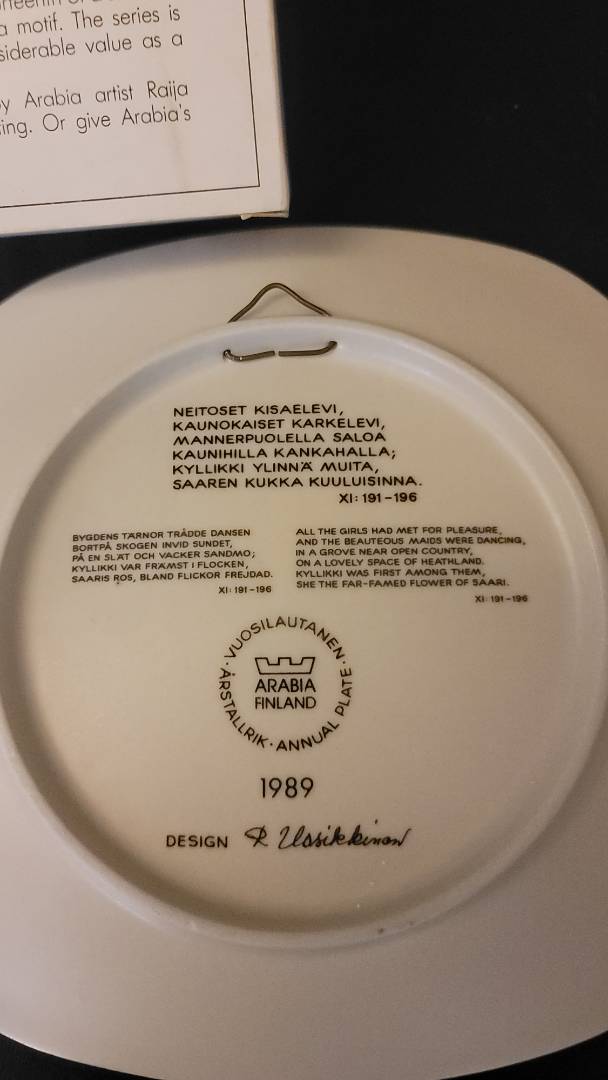 a motif. The series is
considerable value as a
by Arabia artist Raija
Or give Arabia's
NEITOSET KISAELEVI,
KAUNOKAISET KARKELEVI,
MANNERPUOLELLA SALOA
KAUNIHILLA KANKAHALLA;
KYLLIKKI YLINNÄ MUITA,
SAAREN KUKKA KUULUISINNA.
XI: 191-196
BYGDENS TÄRNOR TRÅDDE DANSEN
BORTPÅ SKOGEN INVID SUNDET,
PÅ EN SLÄT OCH VACKER SANDMO;
KYLLIKKI VAR FRÄMST I FLOCKEN,
SAARIS ROS, BLAND FLICKOR FREJDAD.
XI: 191-196
ALL THE GIRLS HAD MET FOR PLEASURE,
AND THE BEAUTEOUS MAIDS WERE DANCING,
IN A GROVE NEAR OPEN COUNTRY,
ON A LOVELY SPACE OF HEATHLAND.
KYLLIKKI WAS FIRST AMONG THEM,
SHE THE FAR-FAMED FLOWER OF SAARI.
XI: 191-196
· VUOSILAUTANEN · ANNUAL PLATE · ÅRSTALLRIK
ARABIA
FINLAND
1989
DESIGN R Uosikkinen